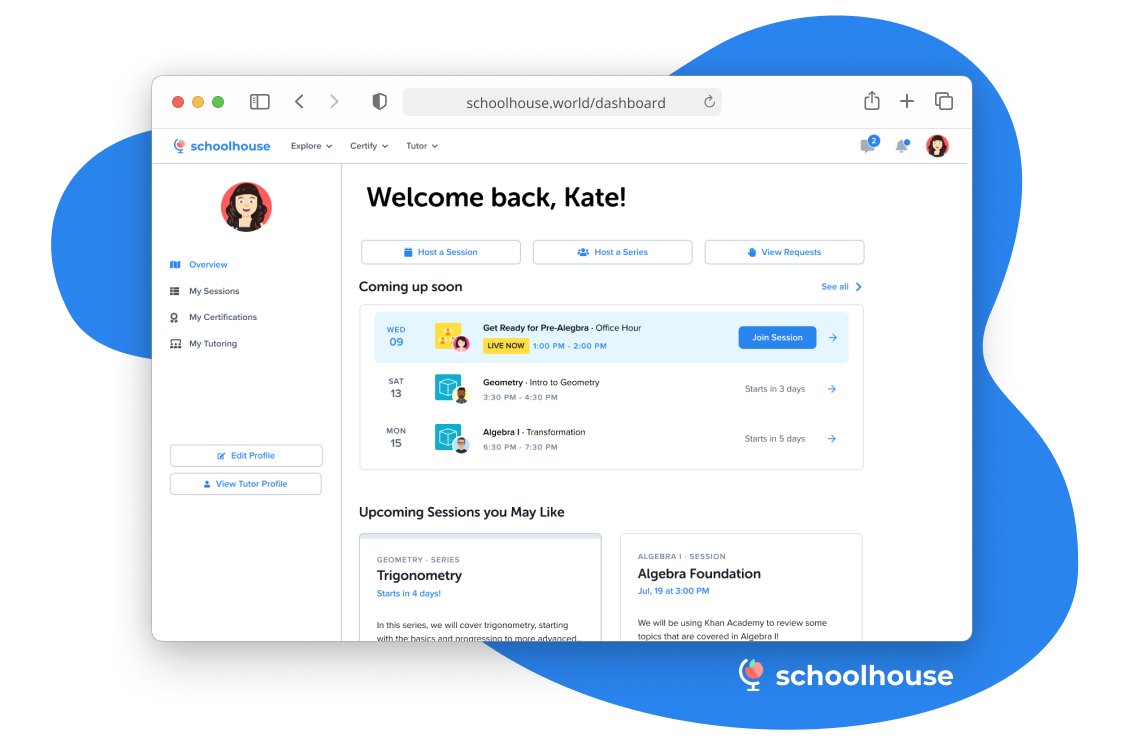 schoolhouse.world/dashboard
schoolhouse Explore Certify Tutor 2
Overview
My Sessions
My Certifications
My Tutoring
Edit Profile
View Tutor Profile
Welcome back, Kate!
Host a Session Host a Series View Requests
Coming up soon See all
WED
09
Get Ready for Pre-Alegbra · Office Hour
LIVE NOW 1:00 PM - 2:00 PM
Join Session
SAT
13
Geometry · Intro to Geometry
3:30 PM - 4:30 PM
Starts in 3 days
MON
15
Algebra I · Transformation
6:30 PM - 7:30 PM
Starts in 5 days
Upcoming Sessions you May Like
GEOMETRY · SERIES
Trigonometry
Starts in 4 days!
In this series, we will cover trigonometry, starting
with the basics and progressing to more advanced...
ALGEBRA I · SESSION
Algebra Foundation
Jul, 19 at 3:00 PM
We will be using Khan Academy to review some
topics that are covered in Algebra I!
schoolhouse